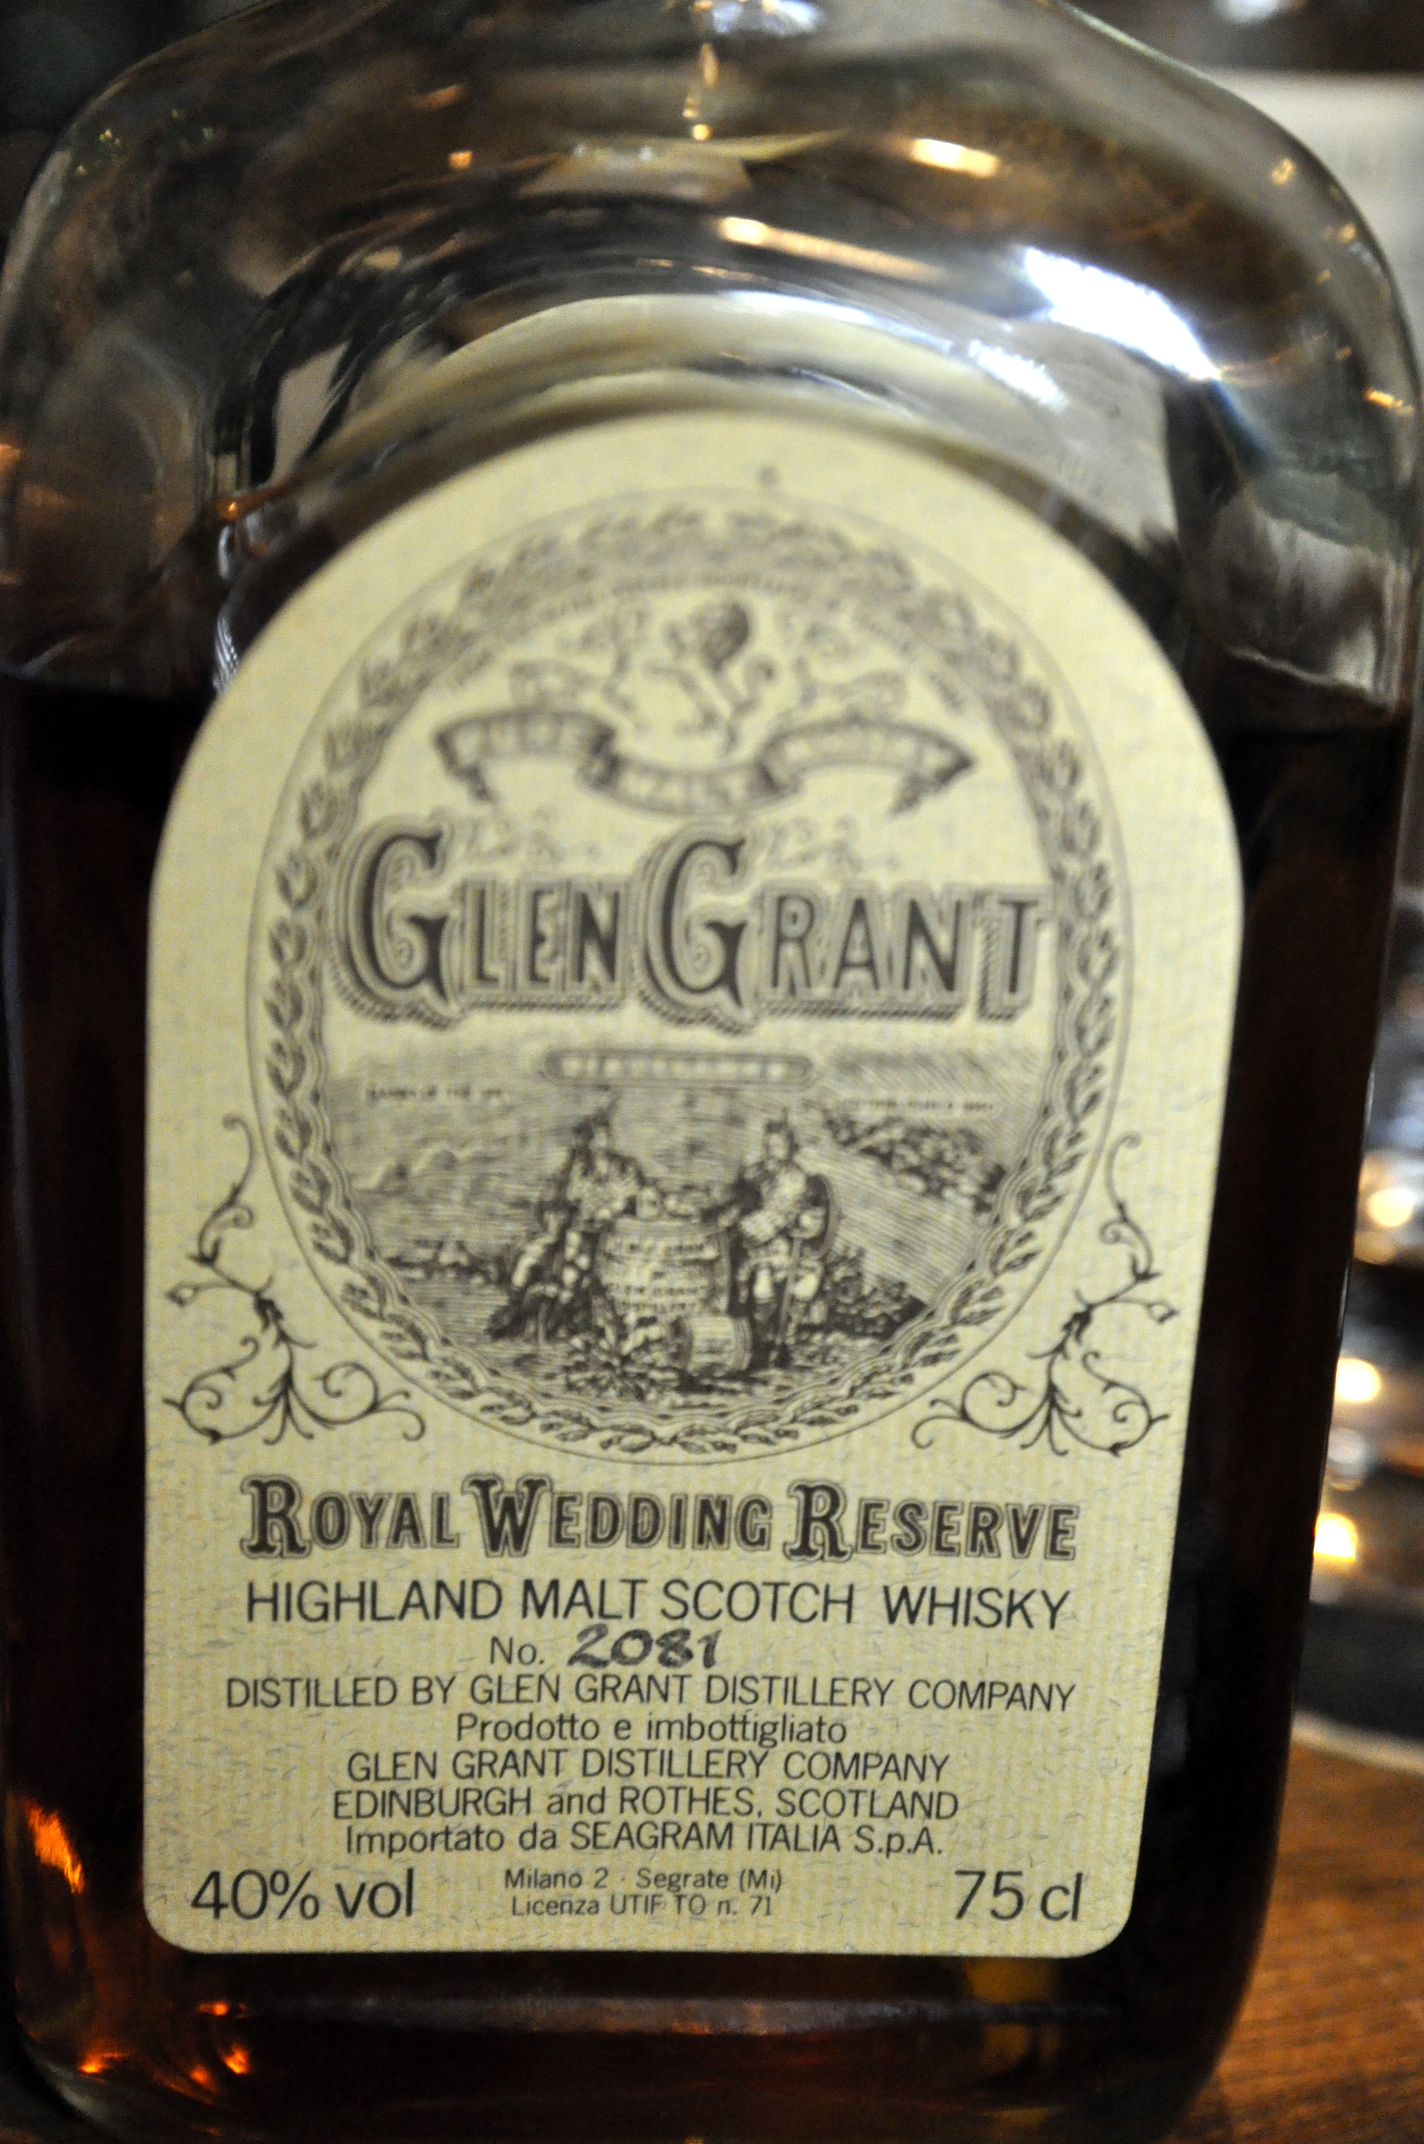 GLEN GRANT
ROYAL WEDDING RESERVE
HIGHLAND MALT SCOTCH WHISKY
No. 2081
DISTILLED BY GLEN GRANT DISTILLERY COMPANY
Prodotto e imbottigliato
GLEN GRANT DISTILLERY COMPANY
EDINBURGH and ROTHES, SCOTLAND
Importato da SEAGRAM ITALIA S.p.A.
40% vol
Milano 2 - Segrate (Mi)
Licenza UTIF TO n. 71
75 cl